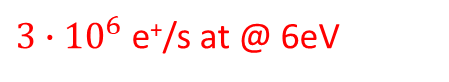 3 · 10⁶ e⁺/s at @ 6eV